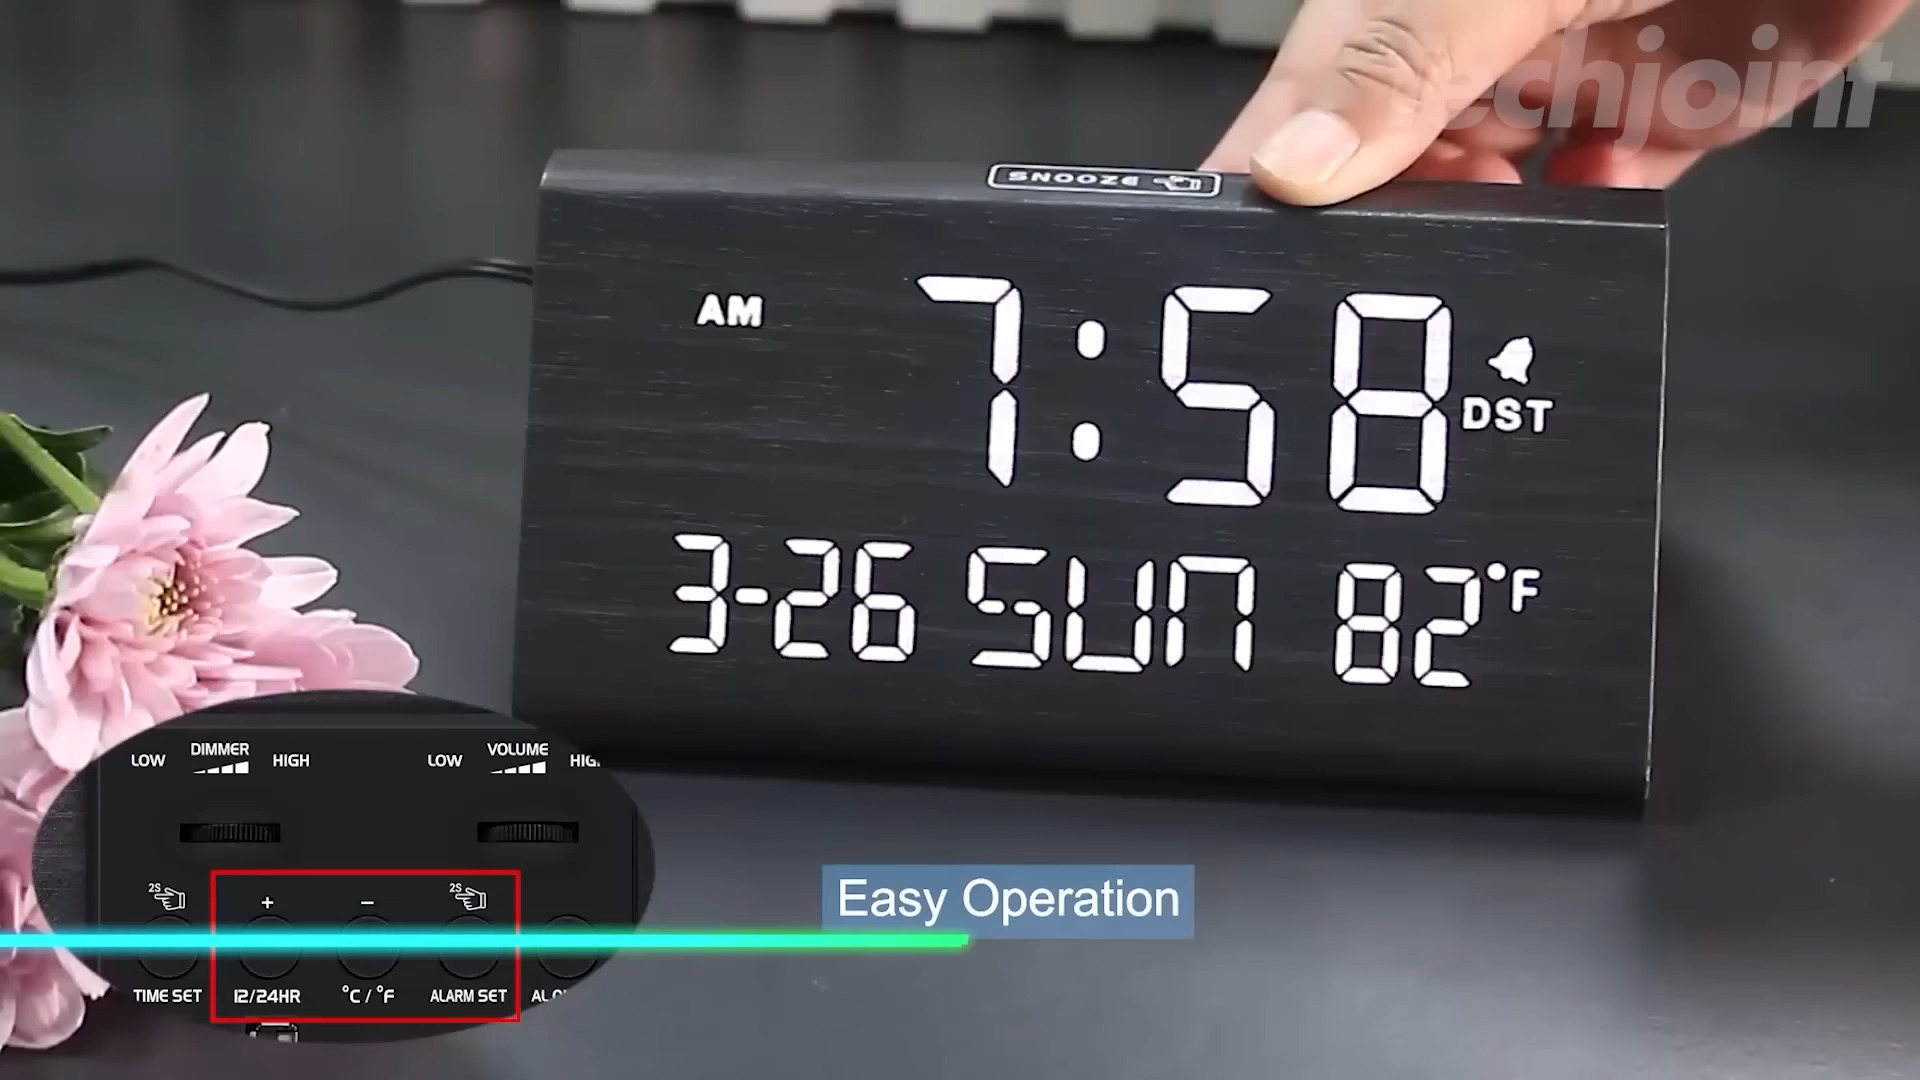 techjoint
SNOOZE
AM
7:58
DST
3-26 SUN 82°F
LOW DIMMER HIGH
LOW VOLUME
2S + - 2S
TIME SET 12/24HR °C / °F ALARM SET
Easy Operation